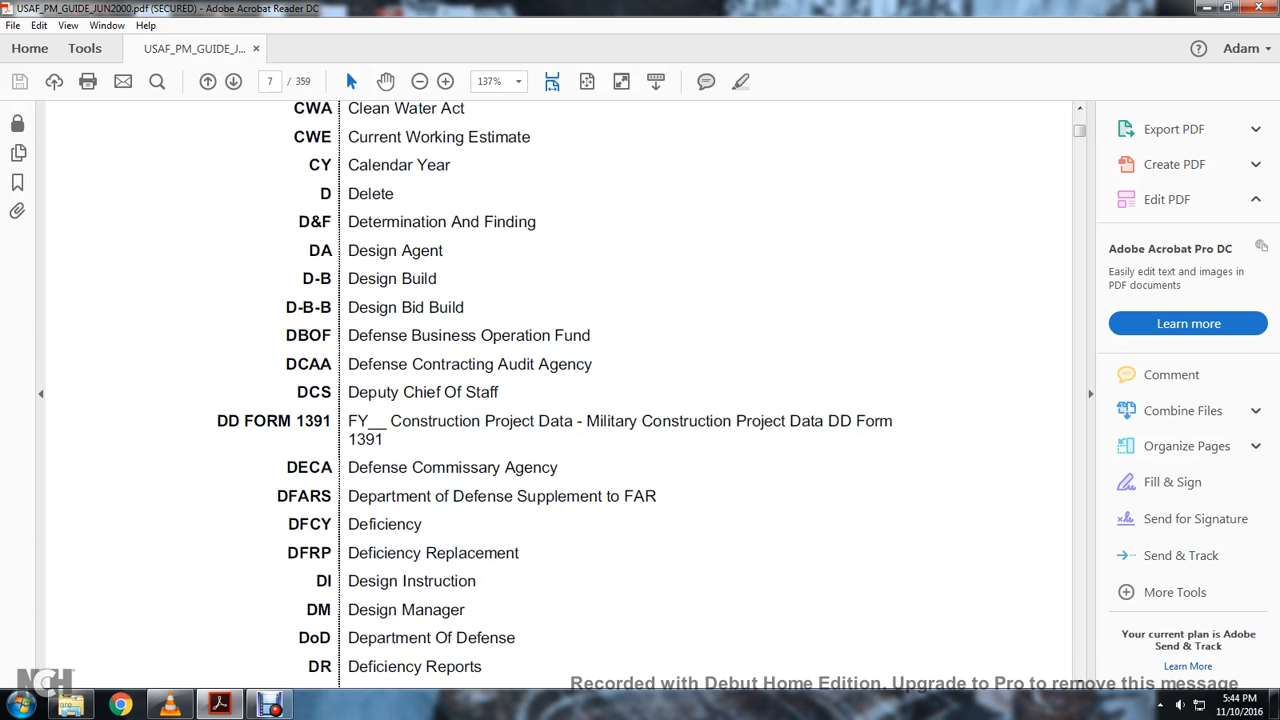 USAF_PM_GUIDE_JUN2000.pdf (SECURED) - Adobe Acrobat Reader DC
File Edit View Window Help
Home Tools USAF_PM_GUIDE_J... × Adam
7 / 359 137%
CWA Clean Water Act
CWE Current Working Estimate
CY Calendar Year
D Delete
D&F Determination And Finding
DA Design Agent
D-B Design Build
D-B-B Design Bid Build
DBOF Defense Business Operation Fund
DCAA Defense Contracting Audit Agency
DCS Deputy Chief Of Staff
DD FORM 1391 FY__ Construction Project Data - Military Construction Project Data DD Form
1391
DECA Defense Commissary Agency
DFARS Department of Defense Supplement to FAR
DFCY Deficiency
DFRP Deficiency Replacement
DI Design Instruction
DM Design Manager
DoD Department Of Defense
DR Deficiency Reports
Export PDF
Create PDF
Edit PDF
Adobe Acrobat Pro DC
Easily edit text and images in
PDF documents
Learn more
Comment
Combine Files
Organize Pages
Fill & Sign
Send for Signature
Send & Track
More Tools
Your current plan is Adobe
Send & Track
Learn More
NCH
Recorded with Debut Home Edition. Upgrade to Pro to remove this message
5:44 PM
11/10/2016